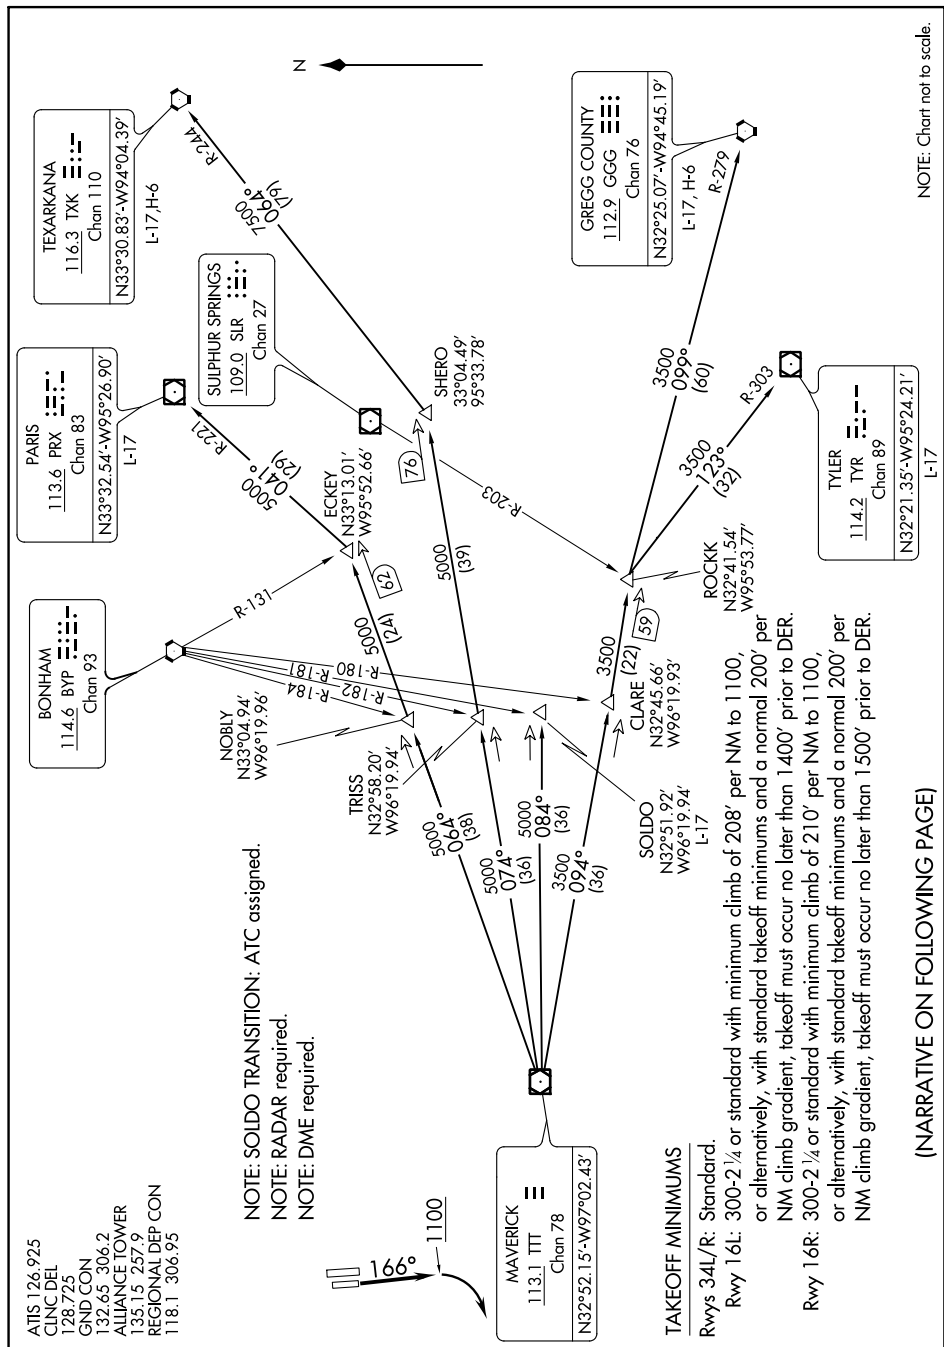 ATIS 126.925
CLNC DEL
128.725
GND CON
132.65 306.2
ALLIANCE TOWER
135.15 257.9
REGIONAL DEP CON
118.1 306.95
NOTE: SOLDO TRANSITION: ATC assigned.
NOTE: RADAR required.
NOTE: DME required.
BONHAM
114.6 BYP
Chan 93
PARIS
113.6 PRX
Chan 83
N33°32.54'-W95°26.90'
L-17
TEXARKANA
116.3 TXK
Chan 110
N33°30.83'-W94°04.39'
L-17,H-6
SULPHUR SPRINGS
109.0 SLR
Chan 27
N
R-244
7500
064°
(79)
R-221
5000
041°
(29)
R-131
ECKEY
N33°13.01'
W95°52.66'
62
5000
(24)
R-180
R-181
R-182
R-184
NOBLY
N33°04.94'
W96°19.96'
TRISS
N32°58.20'
W96°19.94'
SHERO
33°04.49'
95°33.78'
76
5000
(39)
R-203
5000
064°
(38)
5000
074°
(36)
5000
084°
(36)
3500
094°
(36)
SOLDO
N32°51.92'
W96°19.94'
L-17
CLARE
N32°45.66'
W96°19.93'
3500
(22)
59
ROCKK
N32°41.54'
W95°53.77'
3500
099°
(60)
R-279
3500
123°
(32)
R-303
GREGG COUNTY
112.9 GGG
Chan 76
N32°25.07'-W94°45.19'
L-17, H-6
TYLER
114.2 TYR
Chan 89
N32°21.35'-W95°24.21'
L-17
166°
1100
MAVERICK
113.1 TTT
Chan 78
N32°52.15'-W97°02.43'
TAKEOFF MINIMUMS
Rwys 34L/R: Standard.
Rwy 16L: 300-2 1/4 or standard with minimum climb of 208' per NM to 1100,
or alternatively, with standard takeoff minimums and a normal 200' per
NM climb gradient, takeoff must occur no later than 1400' prior to DER.
Rwy 16R: 300-2 1/4 or standard with minimum climb of 210' per NM to 1100,
or alternatively, with standard takeoff minimums and a normal 200' per
NM climb gradient, takeoff must occur no later than 1500' prior to DER.
(NARRATIVE ON FOLLOWING PAGE)
NOTE: Chart not to scale.